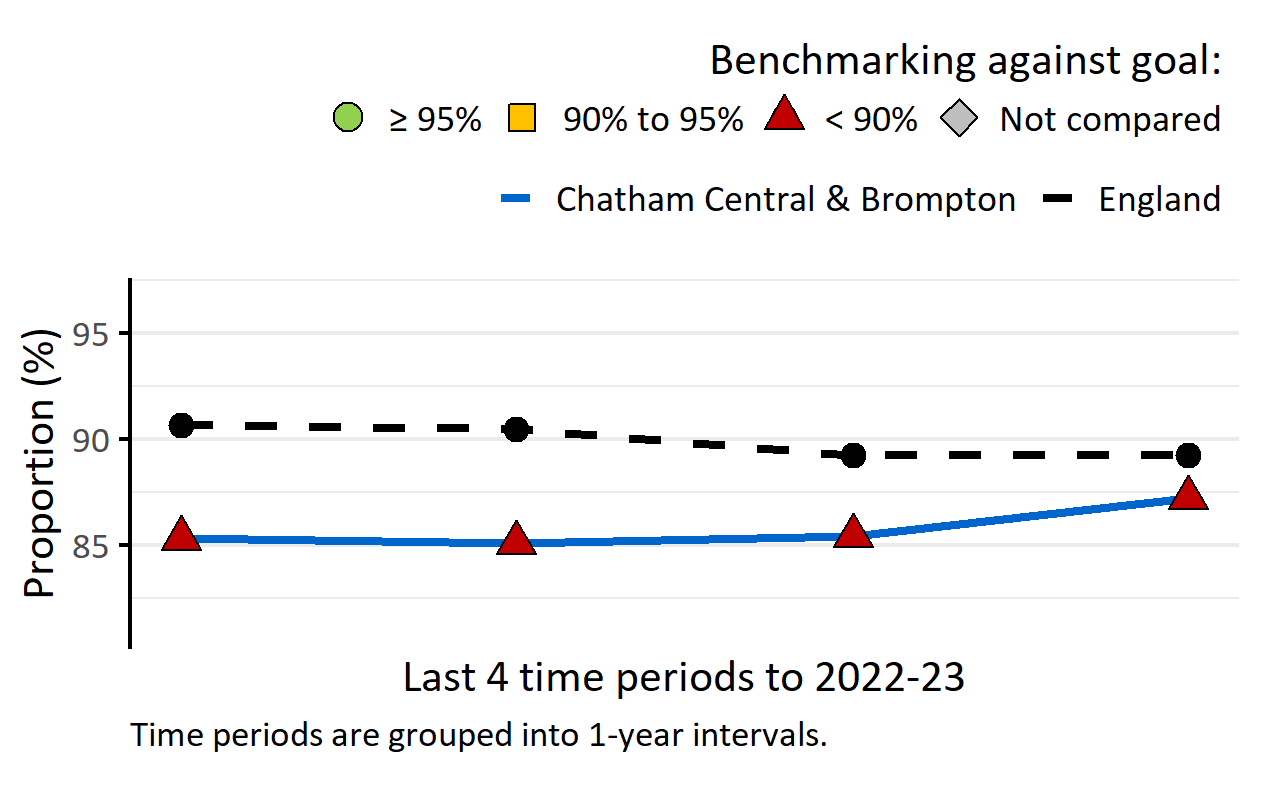 Benchmarking against goal:
≥ 95% 90% to 95% < 90% Not compared
Chatham Central & Brompton England
Proportion (%)
95
90
85
Last 4 time periods to 2022-23
Time periods are grouped into 1-year intervals.